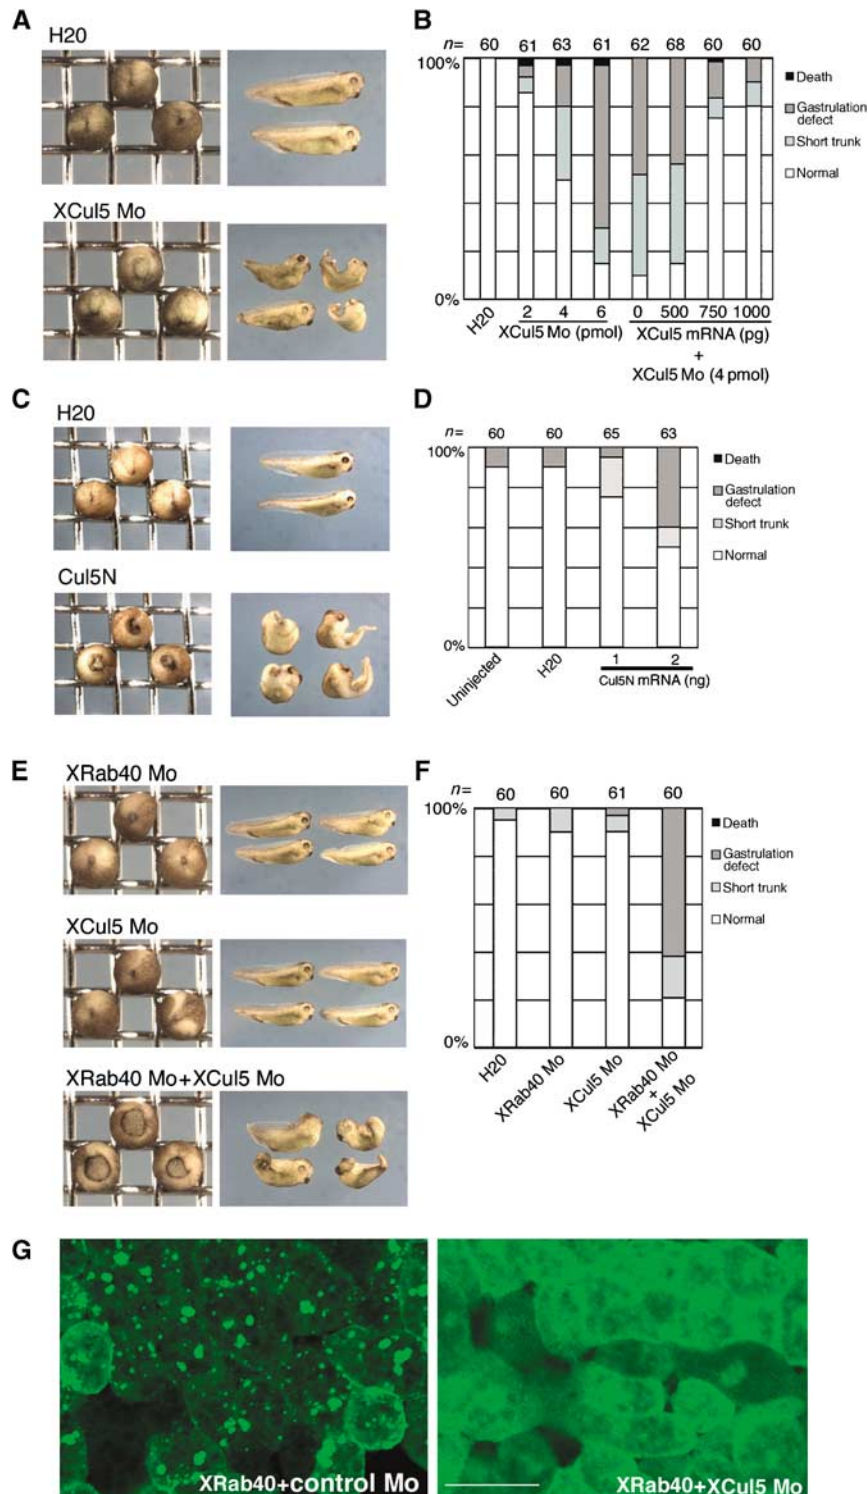 A
H20
XCul5 Mo
B
n= 60 61 63 61 62 68 60 60
100%
Death
Gastrulation
defect
Short trunk
Normal
0%
H20 2 4 6 0 500 750 1000
XCul5 Mo (pmol) XCul5 mRNA (pg)
+
XCul5 Mo (4 pmol)
C
H20
Cul5N
D
n= 60 60 65 63
100%
Death
Gastrulation
defect
Short trunk
Normal
0%
Uninjected H20 1 2
Cul5N mRNA (ng)
E
XRab40 Mo
XCul5 Mo
XRab40 Mo+XCul5 Mo
F
n= 60 60 61 60
100%
Death
Gastrulation
defect
Short trunk
Normal
0%
H20 XRab40 Mo XCul5 Mo XRab40 Mo
+
XCul5 Mo
G
XRab40+control Mo
XRab40+XCul5 Mo